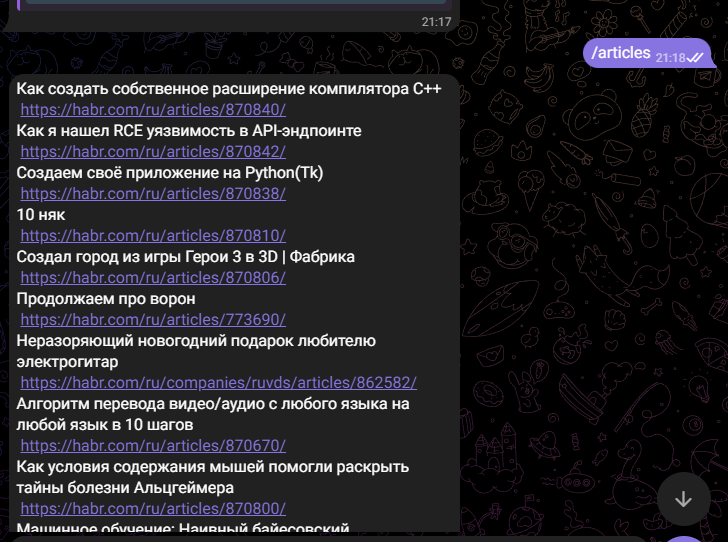 21:17
/articles 21:18
Как создать собственное расширение компилятора C++
https://habr.com/ru/articles/870840/
Как я нашел RCE уязвимость в API-эндпоинте
https://habr.com/ru/articles/870842/
Создаем своё приложение на Python(Tk)
https://habr.com/ru/articles/870838/
10 няк
https://habr.com/ru/articles/870810/
Создал город из игры Герои 3 в 3D | Фабрика
https://habr.com/ru/articles/870806/
Продолжаем про ворон
https://habr.com/ru/articles/773690/
Неразоряющий новогодний подарок любителю
электрогитар
https://habr.com/ru/companies/ruvds/articles/862582/
Алгоритм перевода видео/аудио с любого языка на
любой язык в 10 шагов
https://habr.com/ru/articles/870670/
Как условия содержания мышей помогли раскрыть
тайны болезни Альцгеймера
https://habr.com/ru/articles/870800/
Машинное обучение: Наивный байесовский